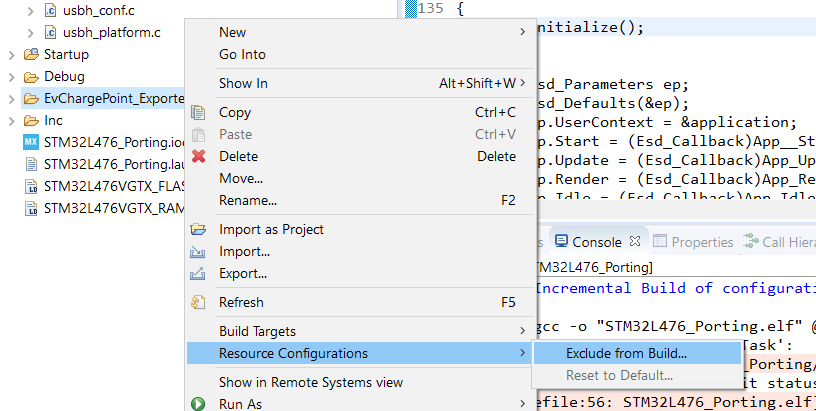 usbh_conf.c
usbh_platform.c
Startup
Debug
EvChargePoint_Exporte
Inc
STM32L476_Porting.io
STM32L476_Porting.lau
STM32L476VGTX_FLAS
STM32L476VGTX_RAM
New
Go Into
Show In Alt+Shift+W
Copy Ctrl+C
Paste Ctrl+V
Delete Delete
Move...
Rename... F2
Import as Project
Import...
Export...
Refresh F5
Build Targets
Resource Configurations
Show in Remote Systems view
Run As
Exclude from Build...
Reset to Default...
135 {
nitialize();
sd_Parameters ep;
sd_Defaults(&ep);
p.UserContext = &application;
p.Start = (Esd_Callback)App__St
p.Update = (Esd_Callback)App_Up
p.Render = (Esd_Callback)App_Re
p.Idle = (Esd_Callback)App_Idle
s Console Properties Call Hiera
TM32L476_Porting]
Incremental Build of configurati
gcc -o "STM32L476_Porting.elf" @
[ask':
_Porting/
it status
efile:56: STM32L476_Porting.elf]